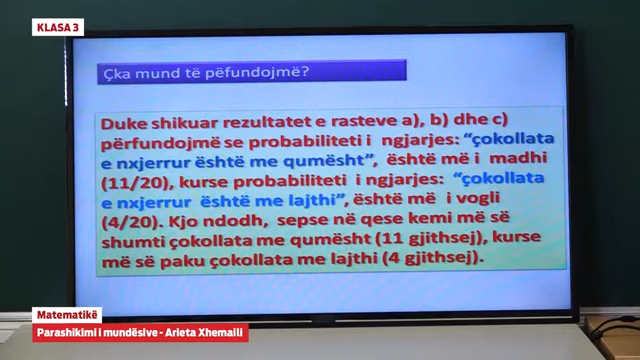 KLASA 3
Çka mund të pëfundojmë?
Duke shikuar rezultatet e rasteve a), b) dhe c)
përfundojmë se probabiliteti i ngjarjes: “çokollata
e nxjerrur është me qumësht”, është më i madhi
(11/20), kurse probabiliteti i ngjarjes: “çokollata
e nxjerrur është me lajthi”, është më i vogli
(4/20). Kjo ndodh, sepse në qese kemi më së
shumti çokollata me qumësht (11 gjithsej), kurse
më së paku çokollata me lajthi (4 gjithsej).
Matematikë
Parashikimi i mundësive - Arieta Xhemaili